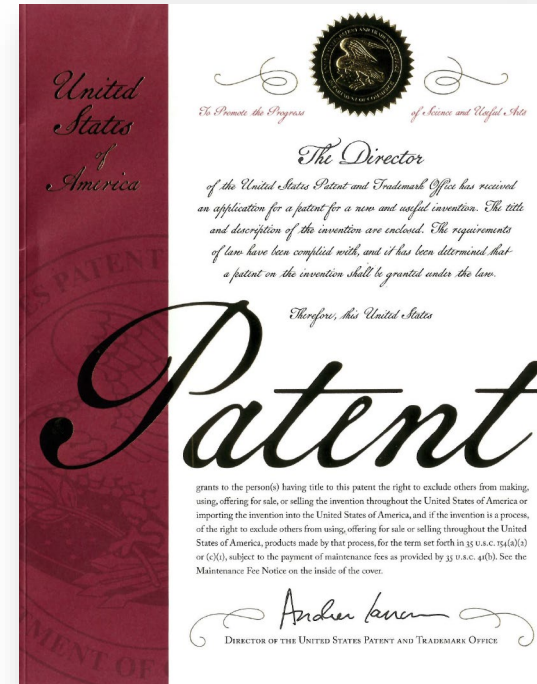 United
States
of
America
To Promote the Progress
of Science and Useful Arts
The Director
of the United States Patent and Trademark Office has received
an application for a patent for a new and useful invention. The title
and description of the invention are enclosed. The requirements
of law have been complied with, and it has been determined that
a patent on the invention shall be granted under the law.
Therefore, this United States
Patent
grants to the person(s) having title to this patent the right to exclude others from making,
using, offering for sale, or selling the invention throughout the United States of America or
importing the invention into the United States of America, and if the invention is a process,
of the right to exclude others from using, offering for sale or selling throughout the United
States of America, products made by that process, for the term set forth in 35 U.S.C. 154(a)(2)
or (c)(1), subject to the payment of maintenance fees as provided by 35 U.S.C. 41(b). See the
Maintenance Fee Notice on the inside of the cover.
DIRECTOR OF THE UNITED STATES PATENT AND TRADEMARK OFFICE